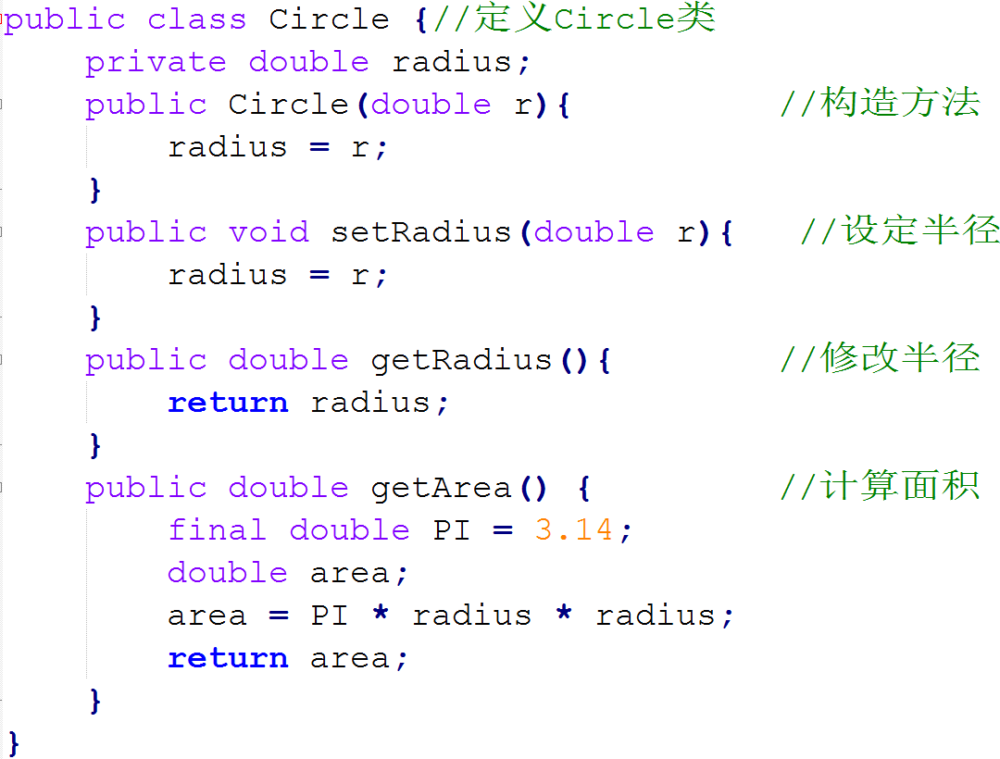 public class Circle {//定义Circle类
    private double radius;
    public Circle(double r){          //构造方法
        radius = r;
    }
    public void setRadius(double r){   //设定半径
        radius = r;
    }
    public double getRadius(){        //修改半径
        return radius;
    }
    public double getArea() {         //计算面积
        final double PI = 3.14;
        double area;
        area = PI * radius * radius;
        return area;
    }
}